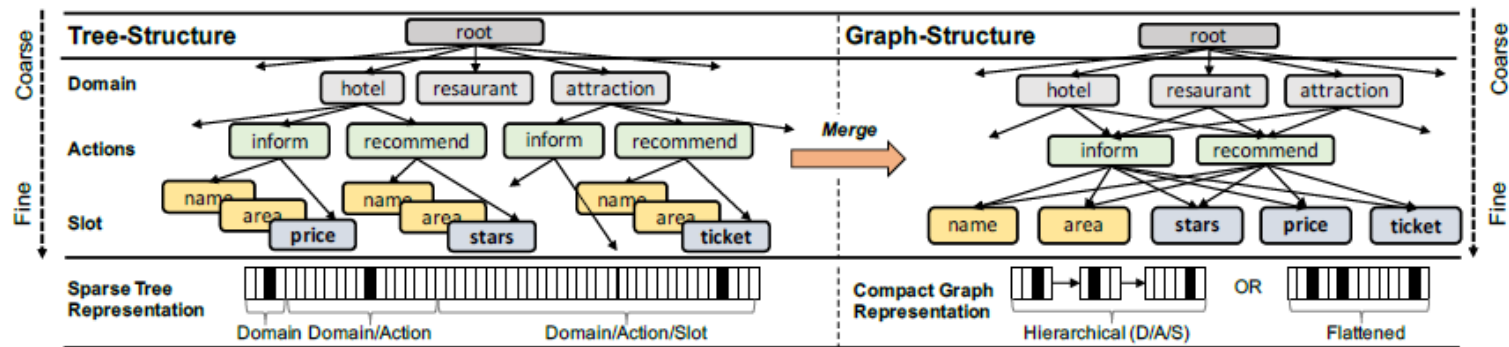 Coarse
Fine
Tree-Structure
root
Domain
hotel
resaurant
attraction
Actions
inform
recommend
inform
recommend
Slot
name
area
price
name
area
stars
name
area
ticket
Sparse Tree
Representation
Domain Domain/Action
Domain/Action/Slot
Merge
Graph-Structure
root
hotel
resaurant
attraction
inform
recommend
name
area
stars
price
ticket
Compact Graph
Representation
OR
Hierarchical (D/A/S)
Flattened
Coarse
Fine